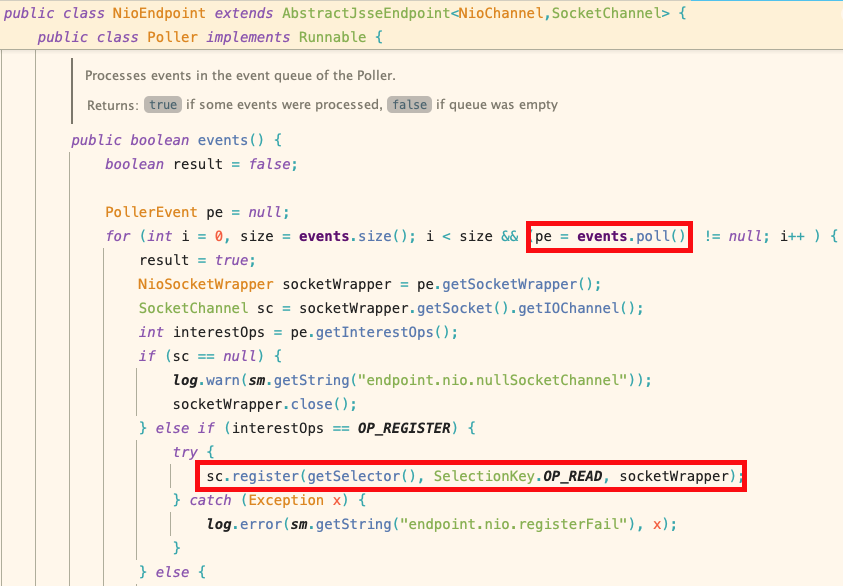 public class NioEndpoint extends AbstractJsseEndpoint<NioChannel,SocketChannel> {
public class Poller implements Runnable {
Processes events in the event queue of the Poller.
Returns: true if some events were processed, false if queue was empty
public boolean events() {
boolean result = false;
PollerEvent pe = null;
for (int i = 0, size = events.size(); i < size && (pe = events.poll()) != null; i++ ) {
result = true;
NioSocketWrapper socketWrapper = pe.getSocketWrapper();
SocketChannel sc = socketWrapper.getSocket().getIOChannel();
int interestOps = pe.getInterestOps();
if (sc == null) {
log.warn(sm.getString("endpoint.nio.nullSocketChannel"));
socketWrapper.close();
} else if (interestOps == OP_REGISTER) {
try {
sc.register(getSelector(), SelectionKey.OP_READ, socketWrapper);
} catch (Exception x) {
log.error(sm.getString("endpoint.nio.registerFail"), x);
}
} else {